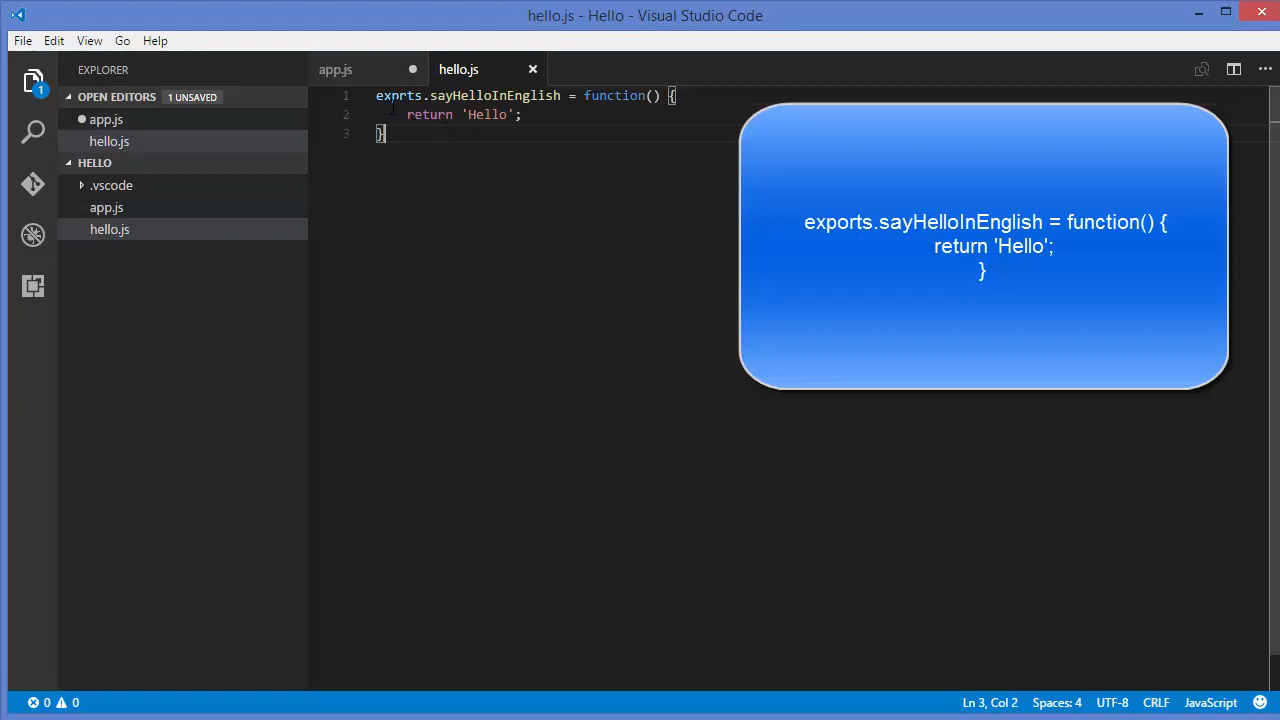 hello.js - Hello - Visual Studio Code
File Edit View Go Help
EXPLORER
app.js
hello.js
OPEN EDITORS 1 UNSAVED
app.js
hello.js
HELLO
.vscode
app.js
hello.js
1
1 exprts.sayHelloInEnglish = function() {
2 return 'Hello';
3 }
exports.sayHelloInEnglish = function() {
return 'Hello';
}
0 0 Ln 3, Col 2 Spaces: 4 UTF-8 CRLF JavaScript